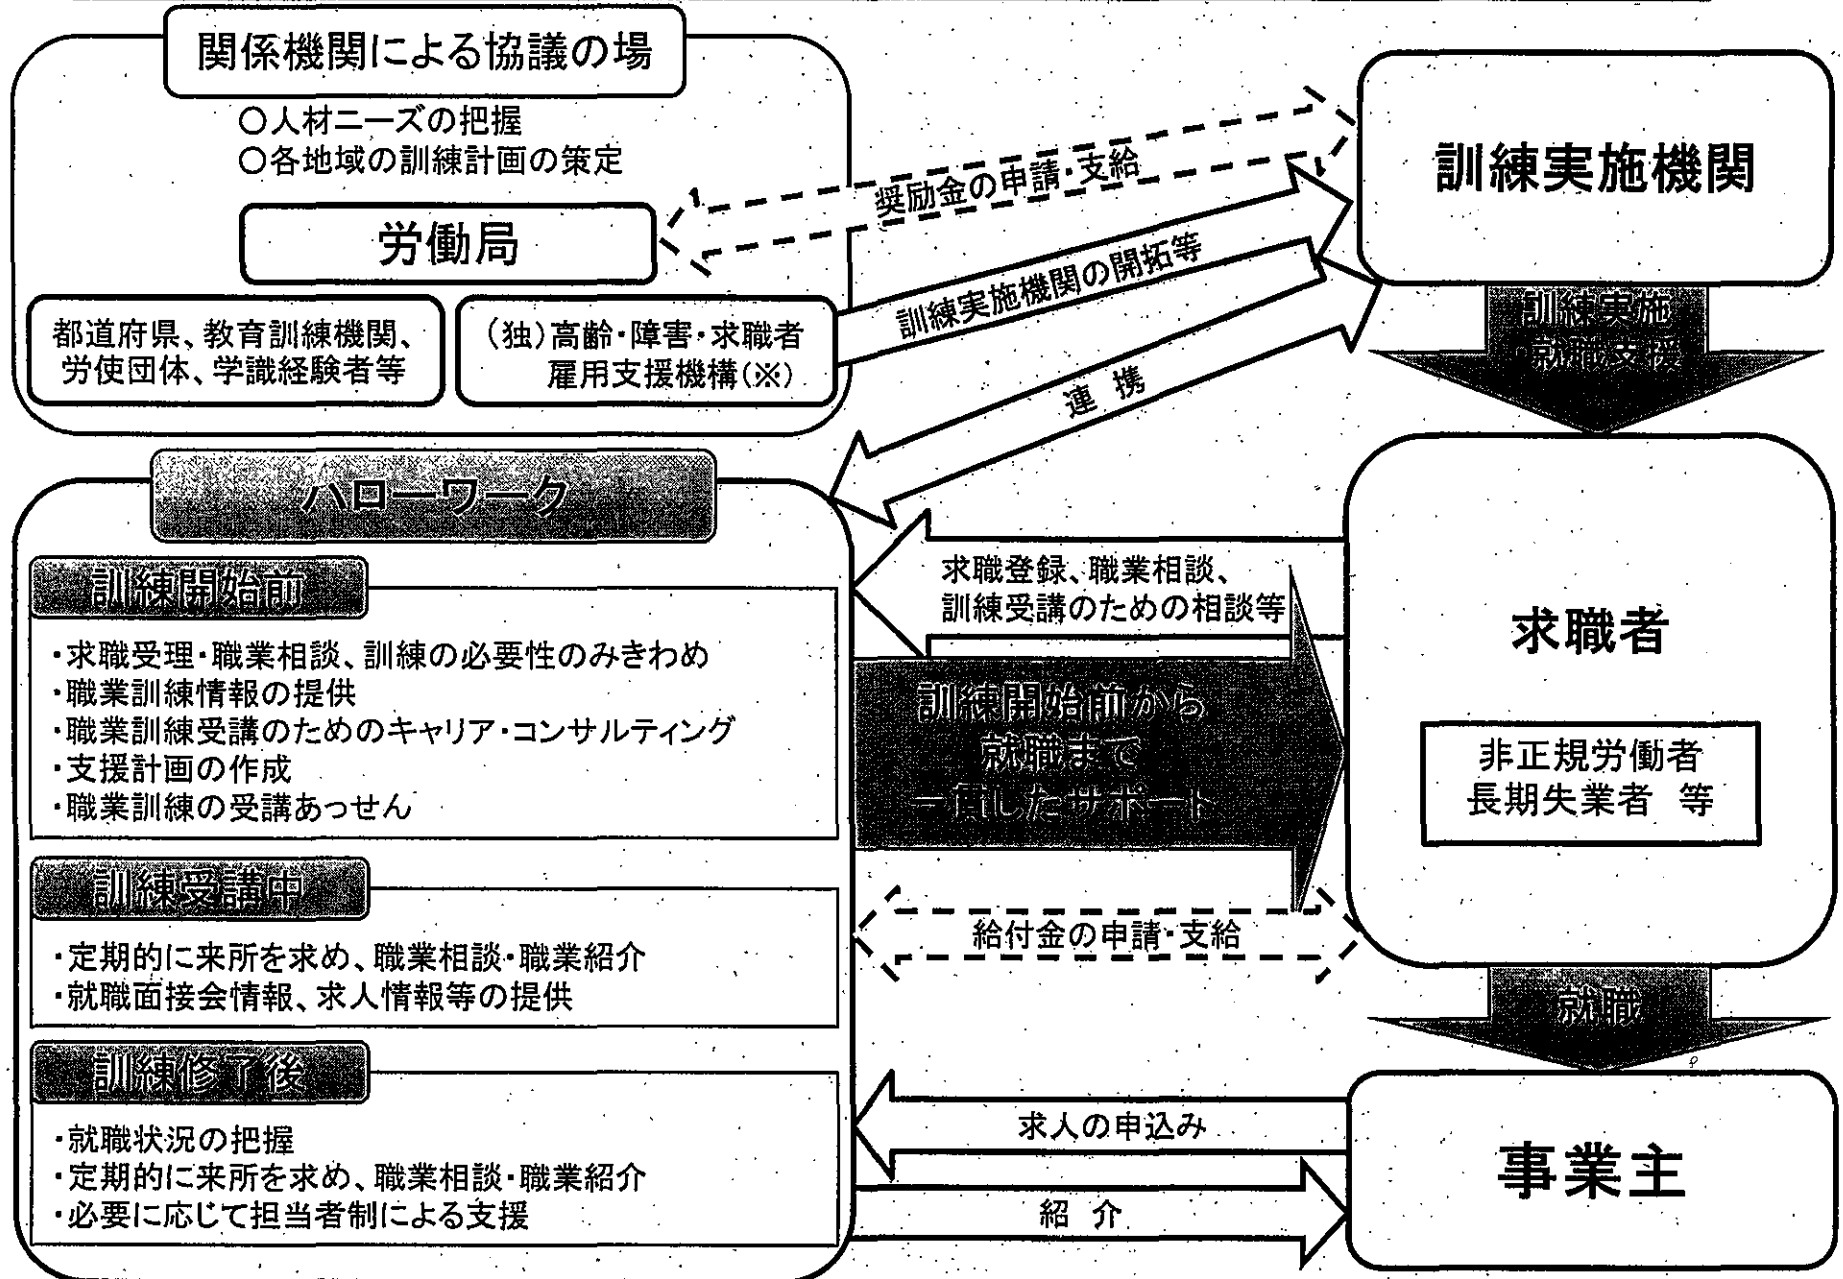 関係機関による協議の場
○人材ニーズの把握
○各地域の訓練計画の策定
労働局
都道府県、教育訓練機関、
労使団体、学識経験者等
(独)高齢・障害・求職者
雇用支援機構(※)
奨励金の申請・支給
訓練実施機関の開拓等
連 携
訓練実施機関
訓練実施
就職支援
ハローワーク
訓練開始前
・求職受理・職業相談、訓練の必要性のみきわめ
・職業訓練情報の提供
・職業訓練受講のためのキャリア・コンサルティング
・支援計画の作成
・職業訓練の受講あっせん
訓練受講中
・定期的に来所を求め、職業相談・職業紹介
・就職面接会情報、求人情報等の提供
訓練修了後
・就職状況の把握
・定期的に来所を求め、職業相談・職業紹介
・必要に応じて担当者制による支援
求職登録、職業相談、
訓練受講のための相談等
訓練開始前から
就職まで
一貫したサポート
給付金の申請・支給
求職者
非正規労働者
長期失業者 等
就職
求人の申込み
紹 介
事業主